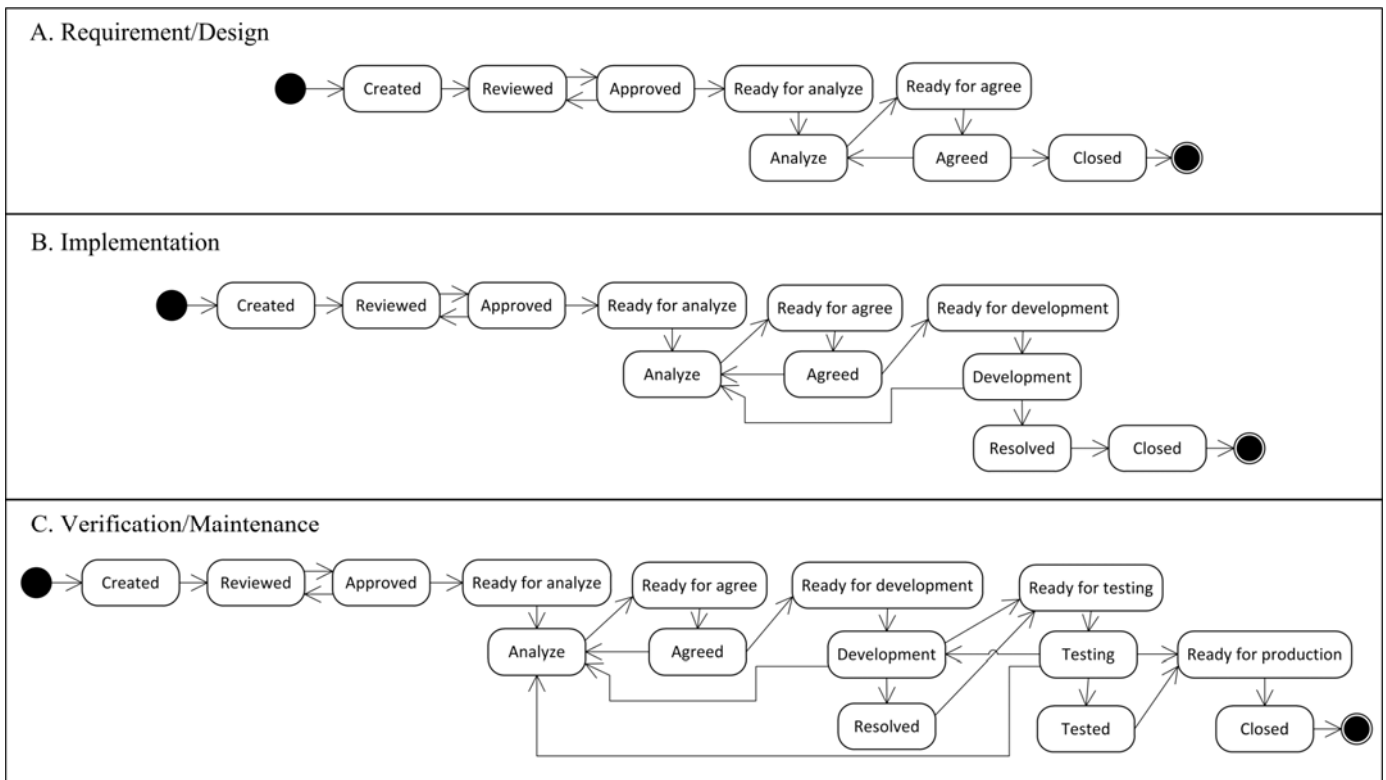 A. Requirement/Design
Created
Reviewed
Approved
Ready for analyze
Ready for agree
Analyze
Agreed
Closed
B. Implementation
Created
Reviewed
Approved
Ready for analyze
Ready for agree
Ready for development
Analyze
Agreed
Development
Resolved
Closed
C. Verification/Maintenance
Created
Reviewed
Approved
Ready for analyze
Ready for agree
Ready for development
Ready for testing
Analyze
Agreed
Development
Testing
Ready for production
Resolved
Tested
Closed